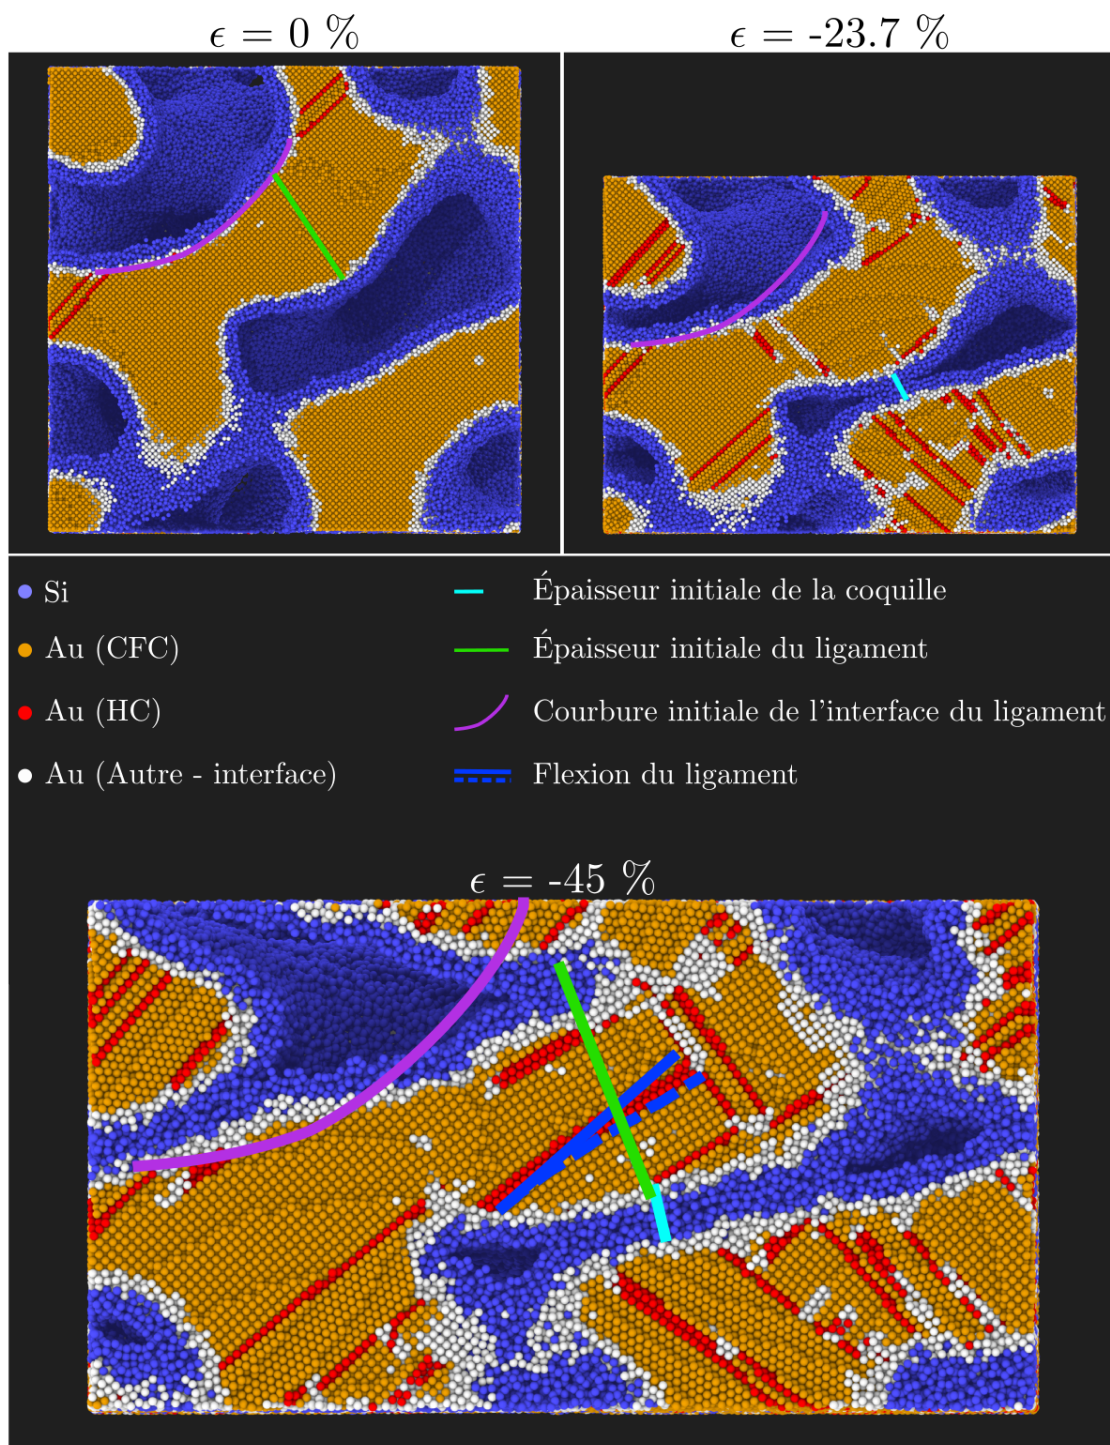 ϵ = 0 %
ϵ = -23.7 %
Si
Épaisseur initiale de la coquille
Au (CFC)
Épaisseur initiale du ligament
Au (HC)
Courbure initiale de l'interface du ligament
Au (Autre - interface)
Flexion du ligament
ϵ = -45 %